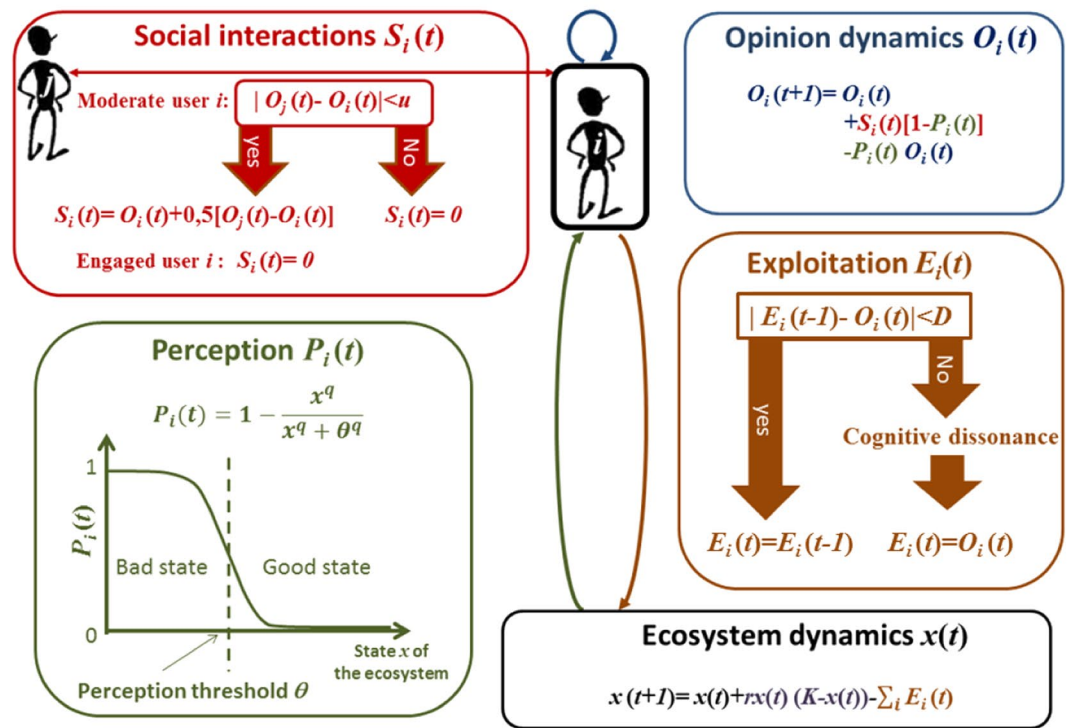 Social interactions Sᵢ(t)
j
Moderate user i: | Oⱼ(t)- Oᵢ(t)|<u
yes
No
Sᵢ(t)= Oᵢ(t)+0,5[Oⱼ(t)-Oᵢ(t)] Sᵢ(t)= 0
Engaged user i : Sᵢ(t)= 0
i
Opinion dynamics Oᵢ(t)
Oᵢ(t+1)= Oᵢ(t)
+Sᵢ(t)[1-Pᵢ(t)]
-Pᵢ(t) Oᵢ(t)
Perception Pᵢ(t)
Pᵢ(t) = 1 − x^q / (x^q + θ^q)
1
Pᵢ(t)
Bad state Good state
0
State x of
the ecosystem
Perception threshold θ
Exploitation Eᵢ(t)
| Eᵢ(t-1)- Oᵢ(t)|<D
yes
No
Cognitive dissonance
Eᵢ(t)=Eᵢ(t-1) Eᵢ(t)=Oᵢ(t)
Ecosystem dynamics x(t)
x(t+1)= x(t)+rx(t) (K-x(t))-∑ᵢ Eᵢ(t)